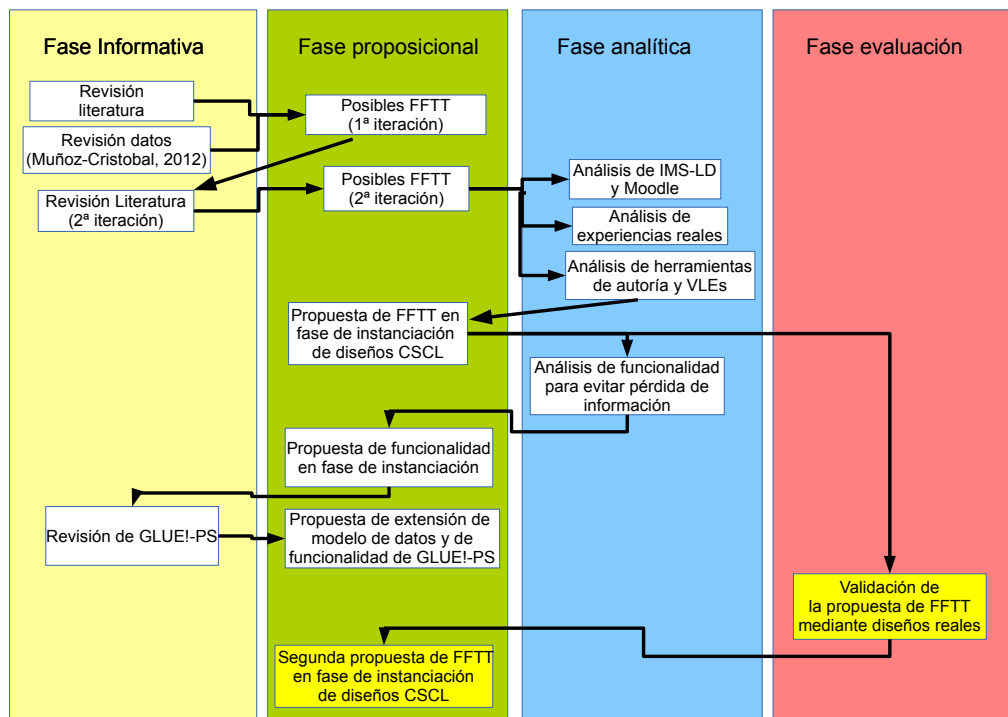 Fase Informativa
Fase proposicional
Fase analítica
Fase evaluación
Revisión
literatura
Posibles FFTT
(1ª iteración)
Revisión datos
(Muñoz-Cristobal, 2012)
Revisión Literatura
(2ª iteración)
Posibles FFTT
(2ª iteración)
Análisis de IMS-LD
y Moodle
Análisis de
experiencias reales
Análisis de herramientas
de autoría y VLEs
Propuesta de FFTT en
fase de instanciación
de diseños CSCL
Análisis de funcionalidad
para evitar pérdida de
información
Propuesta de funcionalidad
en fase de instanciación
Revisión de GLUE!-PS
Propuesta de extensión de
modelo de datos y de
funcionalidad de GLUE!-PS
Validación de
la propuesta de FFTT
mediante diseños reales
Segunda propuesta de FFTT
en fase de instanciación
de diseños CSCL